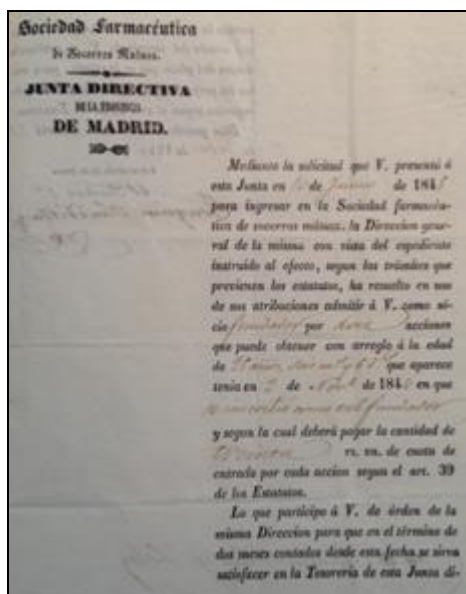 Sociedad Farmacéutica
de Socorros Mútuos.
JUNTA DIRECTIVA
DE LA PROVINCIA
DE MADRID.
Mediante la solicitud que V. presentó á
esta Junta en de Junio de 184
para ingresar en la Sociedad farmacéu-
tica de socorros mútuos, la Direccion gene-
ral de la misma con vista del espediente
instruido al efecto, segun los trámites que
previenen los estatutos, ha resuelto en uso
de sus atribuciones admitir á V. como só-
cio fundador por doce acciones
que puede obtener con arreglo á la edad
de años que aparece
tenia en 2 de de 184 en que
fundador
y segun la cual deberá pagar la cantidad de
rs. vn. de cuota de
entrada por cada accion segun el art. 39
de los Estatutos.
Lo que participo á V. de órden de la
misma Direccion para que en el término de
dos meses contados desde esta fecha se sirva
satisfacer en la Tesorería de esta Junta di-